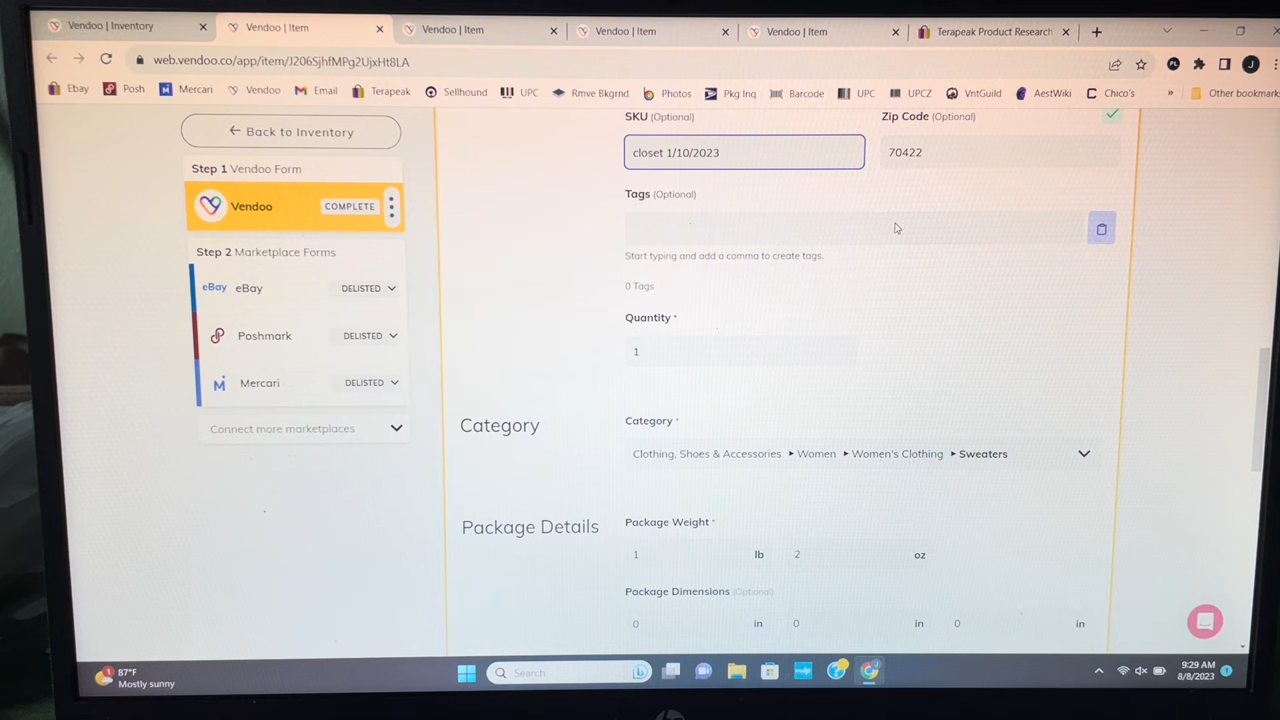 Vendoo | Inventory
Vendoo | Item
Vendoo | Item
Vendoo | Item
Vendoo | Item
Terapeak Product Research
web.vendoo.co/app/item/J206SjhfMPg2UjxHt8LA
J
Ebay
Posh
Mercari
Vendoo
Email
Terapeak
Sellhound
UPC
Rmve Bkgrnd
Photos
Pkg Inq
Barcode
UPC
UPCZ
VntGuild
AestWiki
Chico's
»
Other bookmarks
← Back to Inventory
Step 1 Vendoo Form
Vendoo
COMPLETE
Step 2 Marketplace Forms
eBay eBay
DELISTED
Poshmark
DELISTED
Mercari
DELISTED
Connect more marketplaces
SKU (Optional)
Zip Code (Optional)
closet 1/10/2023
70422
Tags (Optional)
Start typing and add a comma to create tags.
0 Tags
Quantity *
1
Category
Category *
Clothing, Shoes & Accessories ▸ Women ▸ Women's Clothing ▸ Sweaters
Package Details
Package Weight *
1 lb 2 oz
Package Dimensions (Optional)
0 in 0 in 0 in
1
87°F
Mostly sunny
Search
9:29 AM
8/8/2023
1
hp